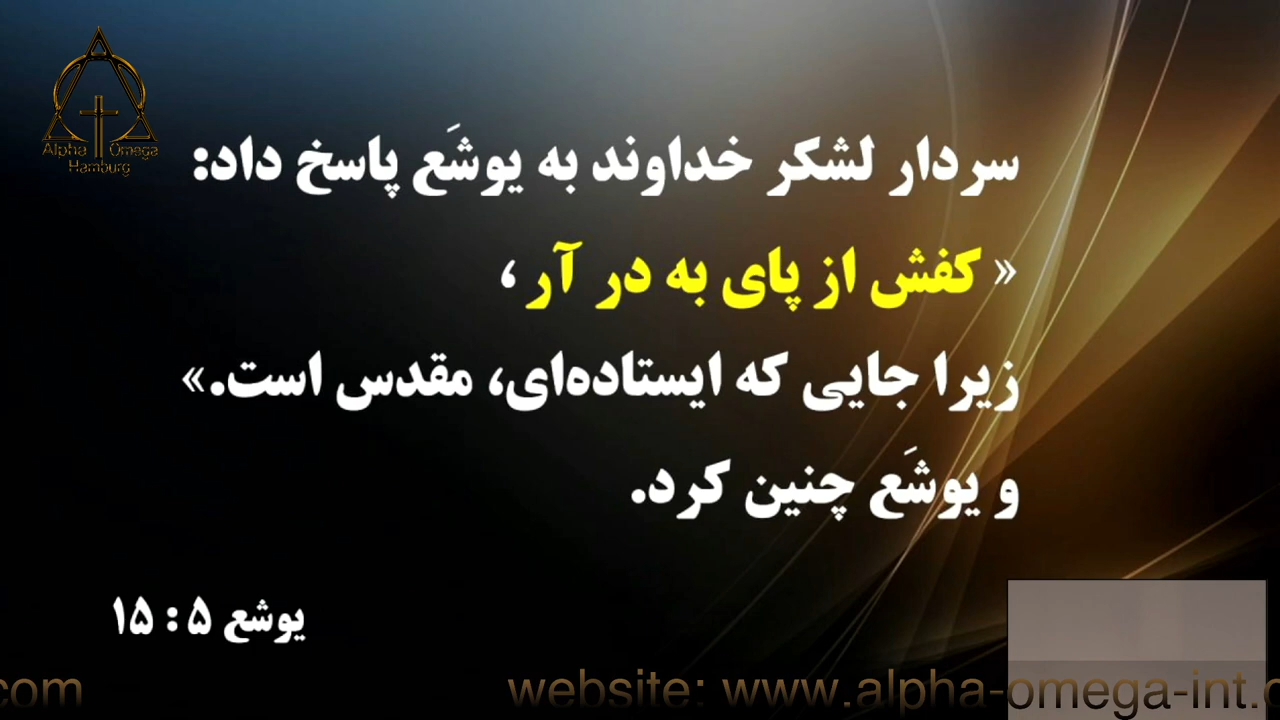 Alpha Omega
Hamburg
سردار لشکر خداوند به یوشَع پاسخ داد:
« کفش از پای به در آر ،
زیرا جایی که ایستاده‌ای، مقدس است.»
و یوشَع چنین کرد.
یوشع ۵ : ۱۵
com website: www.alpha-omega-int.c